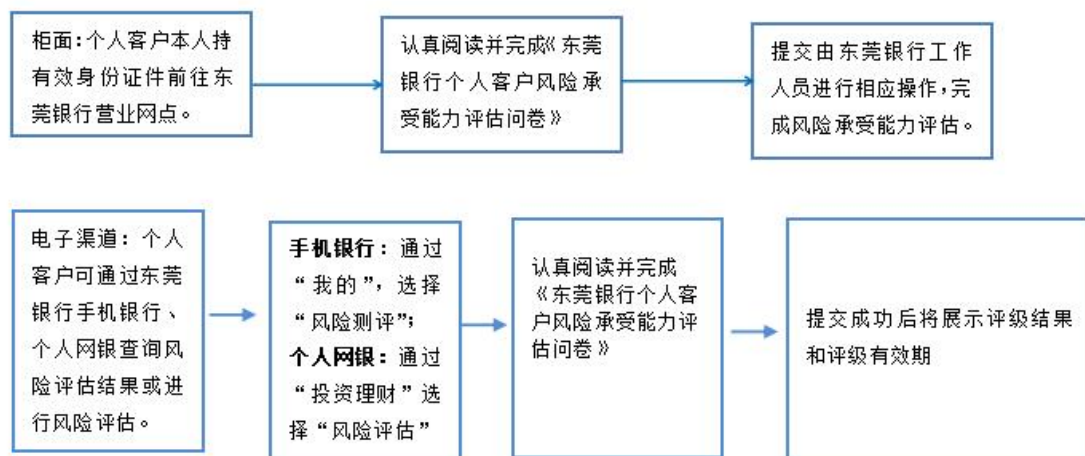 柜面：个人客户本人持
有效身份证件前往东
莞银行营业网点。
认真阅读并完成《东莞
银行个人客户风险承
受能力评估问卷》
提交由东莞银行工作
人员进行相应操作，完
成风险承受能力评估。
电子渠道：个人
客户可通过东莞
银行手机银行、
个人网银查询风
险评估结果或进
行风险评估。
手机银行：通过
“我的”，选择
“风险测评”；
个人网银：通过
“投资理财”选
择“风险评估”
认真阅读并完成
《东莞银行个人客
户风险承受能力评
估问卷》
提交成功后将展示评级结果
和评级有效期